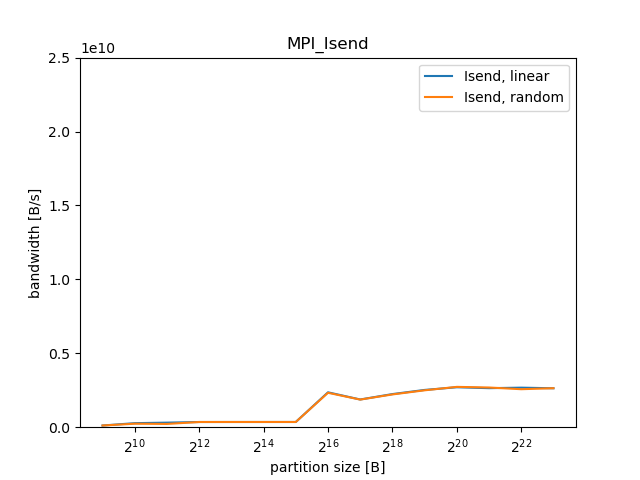 MPI_Isend
1e10
2.5
2.0
1.5
1.0
0.5
0.0
bandwidth [B/s]
Isend, linear
Isend, random
2^10 2^12 2^14 2^16 2^18 2^20 2^22
partition size [B]